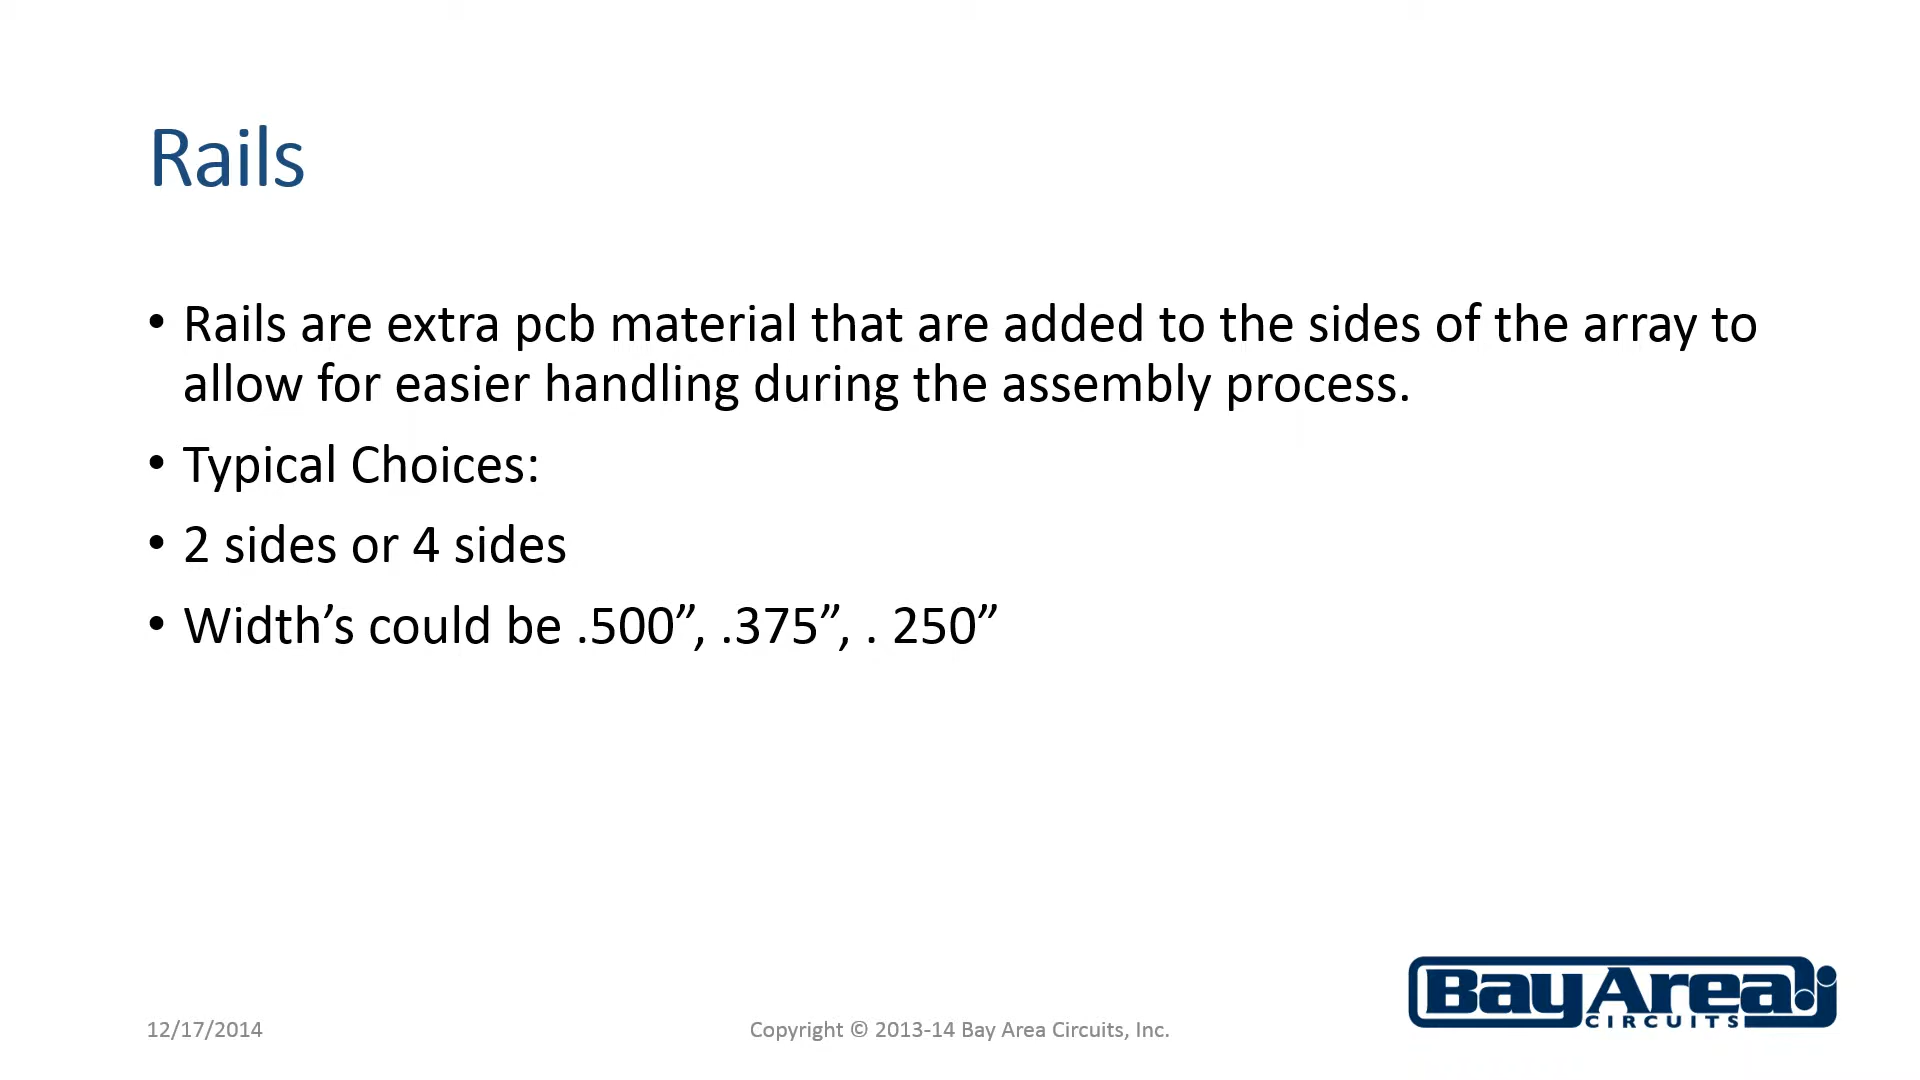 Rails
• Rails are extra pcb material that are added to the sides of the array to
allow for easier handling during the assembly process.
• Typical Choices:
• 2 sides or 4 sides
• Width’s could be .500”, .375”, . 250”
12/17/2014
Copyright © 2013-14 Bay Area Circuits, Inc.
Bay Area
CIRCUITS